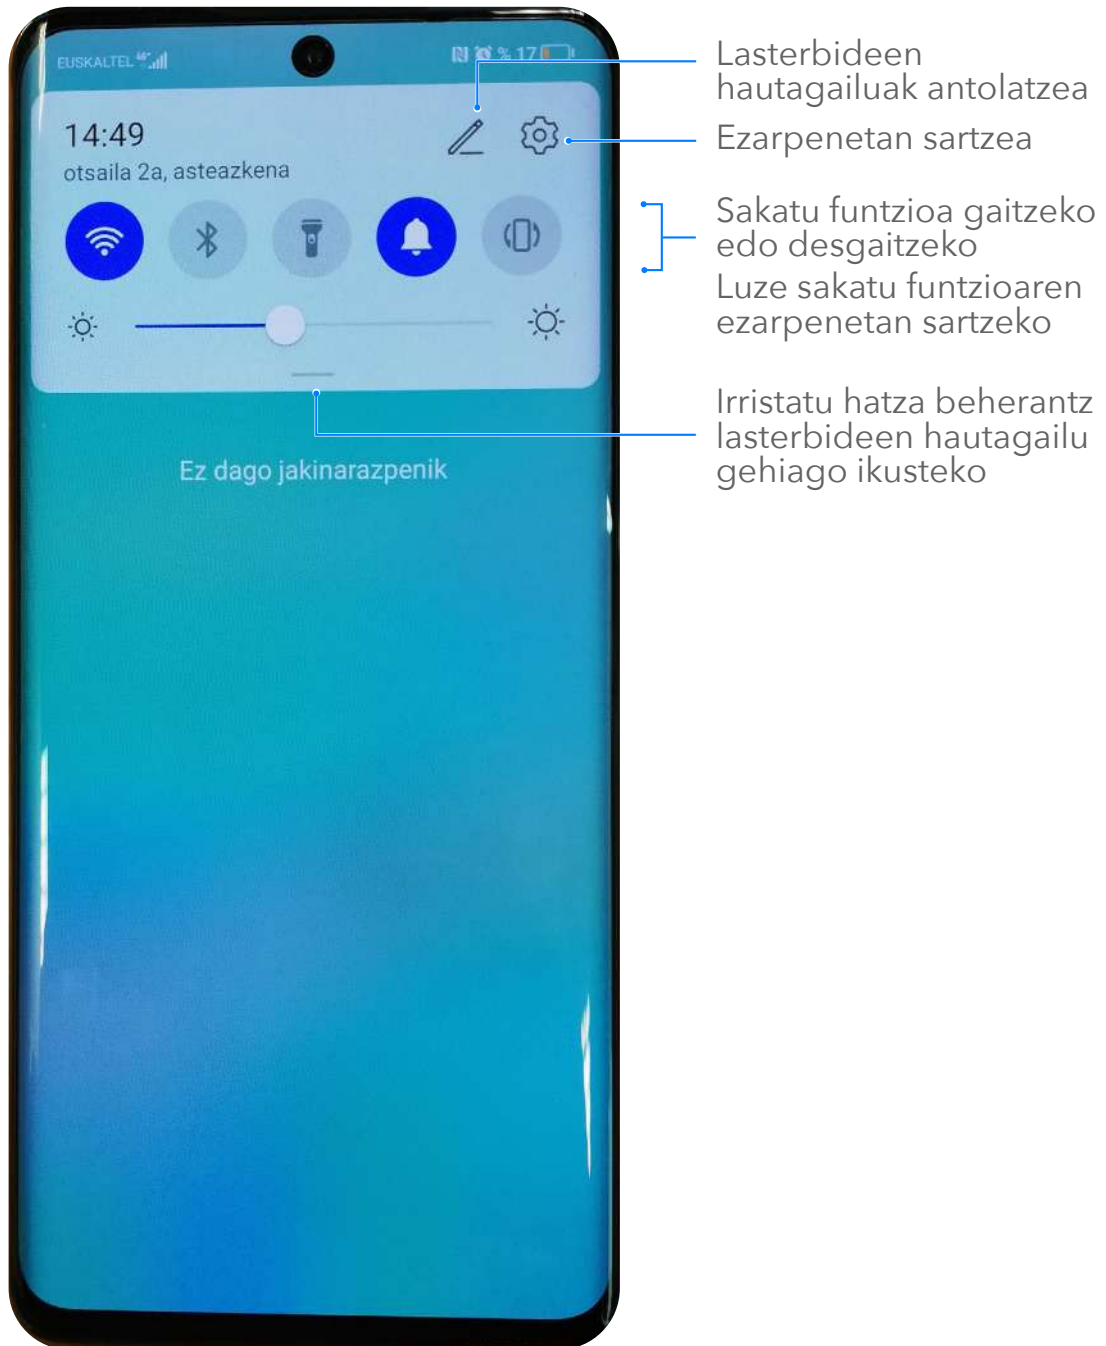 EUSKALTEL 4G+
% 17
14:49
otsaila 2a, asteazkena
Ez dago jakinarazpenik
Lasterbideen
hautagailuak antolatzea
Ezarpenetan sartzea
Sakatu funtzioa gaitzeko
edo desgaitzeko
Luze sakatu funtzioaren
ezarpenetan sartzeko
Irristatu hatza beherantz
lasterbideen hautagailu
gehiago ikusteko